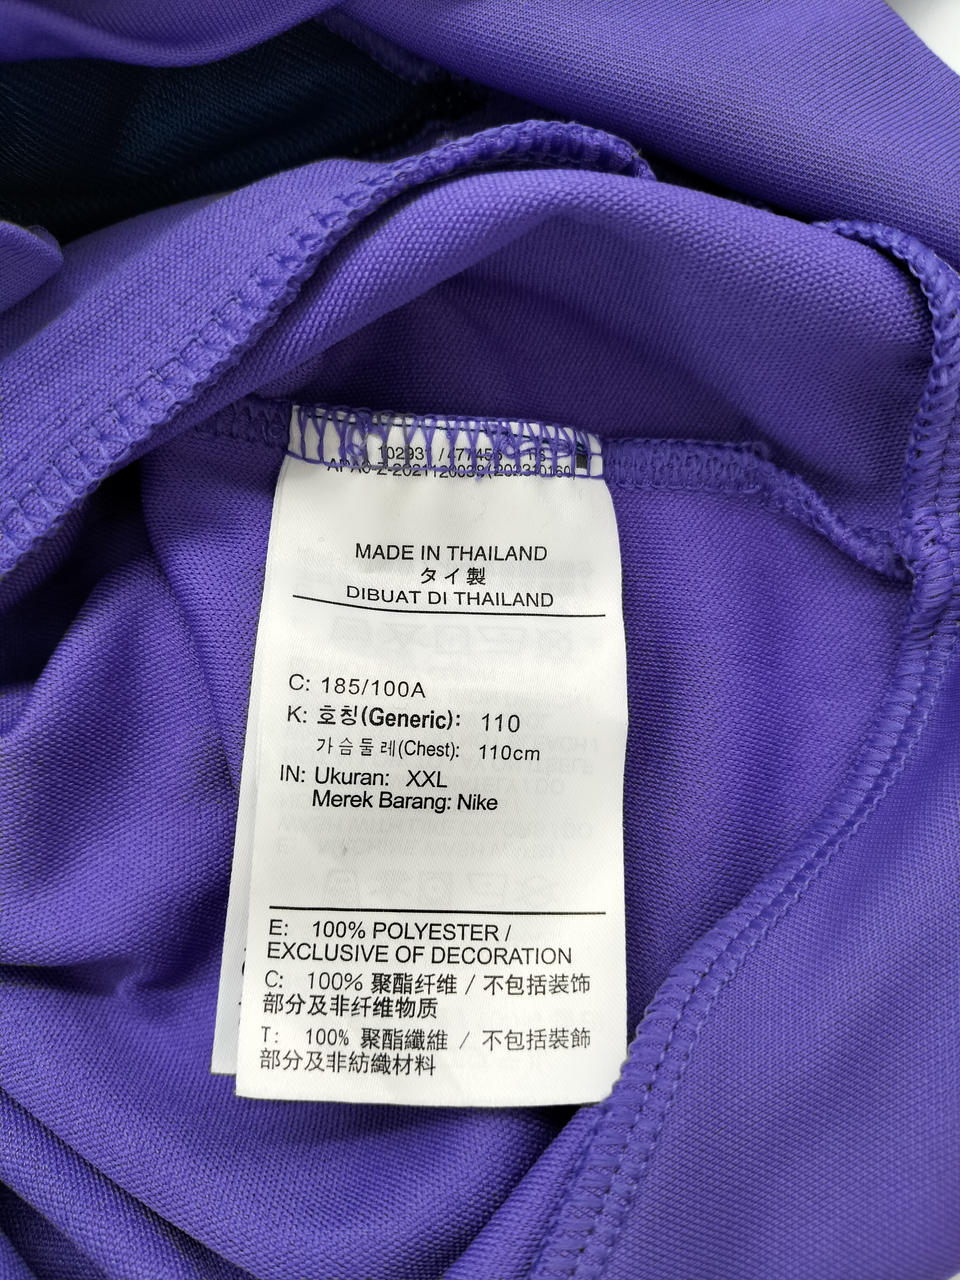 MADE IN THAILAND
タイ製
DIBUAT DI THAILAND
C: 185/100A
K: 호칭(Generic): 110
가슴둘레(Chest): 110cm
IN: Ukuran: XXL
Merek Barang: Nike
E: 100% POLYESTER /
EXCLUSIVE OF DECORATION
C: 100% 聚酯纤维 / 不包括装饰
部分及非纤维物质
T: 100% 聚酯纖維 / 不包括裝飾
部分及非紡織材料